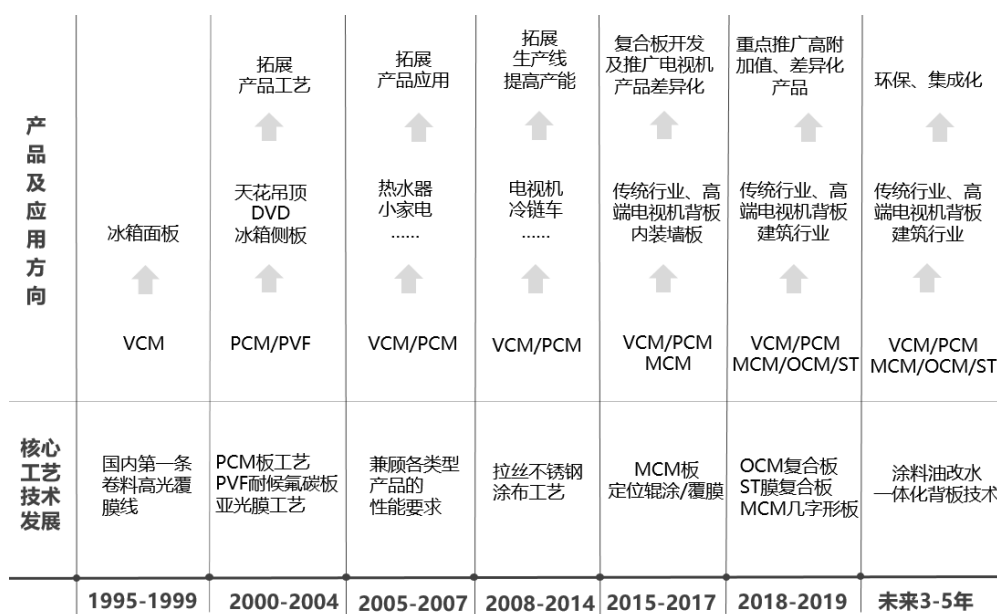 产品及应用方向
冰箱面板
VCM
拓展
产品工艺
天花吊顶
DVD
冰箱侧板
PCM/PVF
拓展
产品应用
热水器
小家电
......
VCM/PCM
拓展
生产线
提高产能
电视机
冷链车
......
VCM/PCM
复合板开发
及推广电视机
产品差异化
传统行业、高
端电视机背板
内装墙板
VCM/PCM
MCM
重点推广高附
加值、差异化
产品
传统行业、高
端电视机背板
建筑行业
VCM/PCM
MCM/OCM/ST
环保、集成化
传统行业、高
端电视机背板
建筑行业
VCM/PCM
MCM/OCM/ST
核心
工艺
技术
发展
国内第一条
卷料高光覆
膜线
PCM板工艺
PVF耐候氟碳板
亚光膜工艺
兼顾各类型
产品的
性能要求
拉丝不锈钢
涂布工艺
MCM板
定位辊涂/覆膜
OCM复合板
ST膜复合板
MCM几字形板
涂料油改水
一体化背板技术
1995-1999
2000-2004
2005-2007
2008-2014
2015-2017
2018-2019
未来3-5年